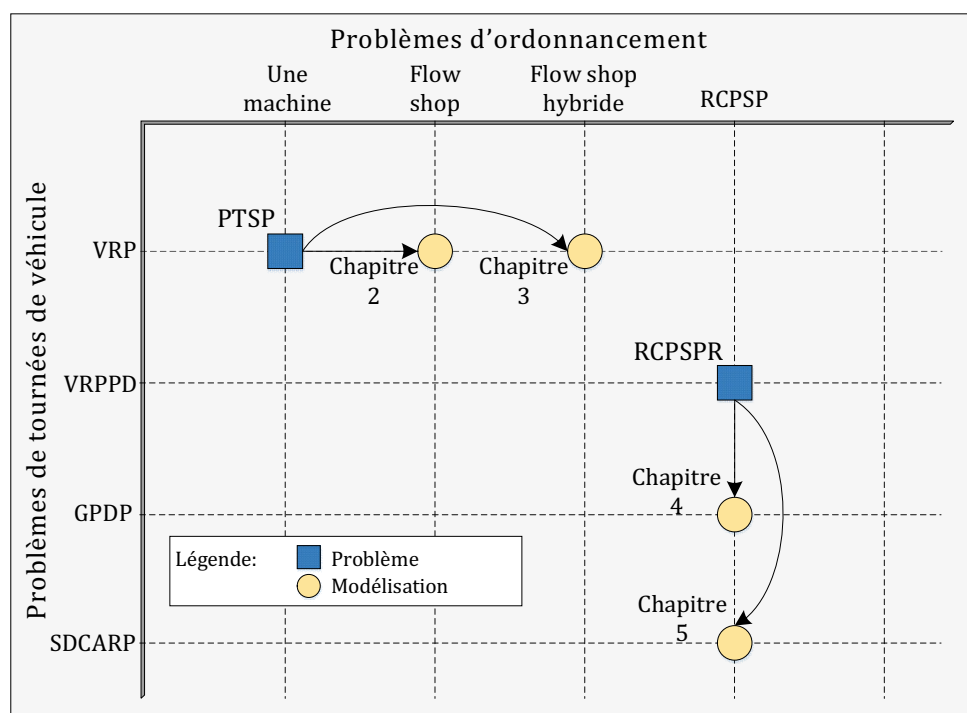 Problèmes d'ordonnancement
Une
machine
Flow
shop
Flow shop
hybride
RCPSP
Problèmes de tournées de véhicule
VRP
PTSP
Chapitre
2
Chapitre
3
VRPPD
RCPSPR
Chapitre
4
GPDP
Légende:
Problème
Modélisation
Chapitre
5
SDCARP